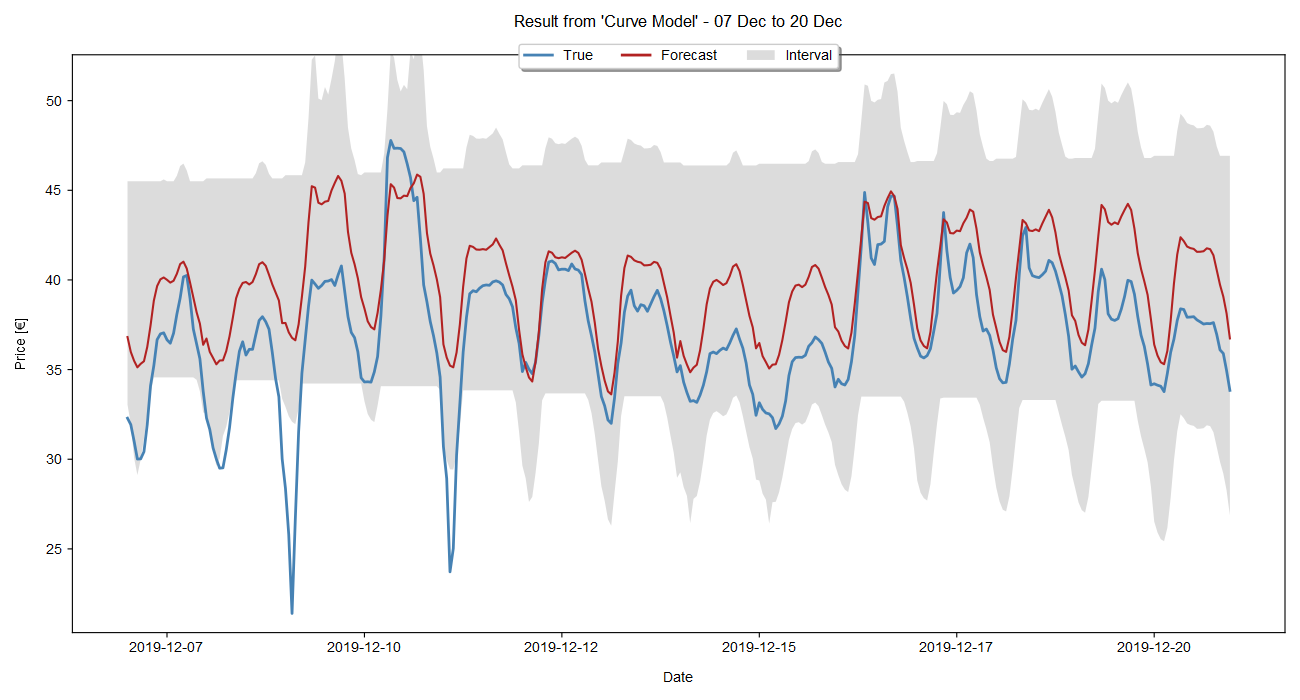 Result from 'Curve Model' - 07 Dec to 20 Dec
True Forecast Interval
50
45
40
35
30
25
Price [€]
2019-12-07 2019-12-10 2019-12-12 2019-12-15 2019-12-17 2019-12-20
Date